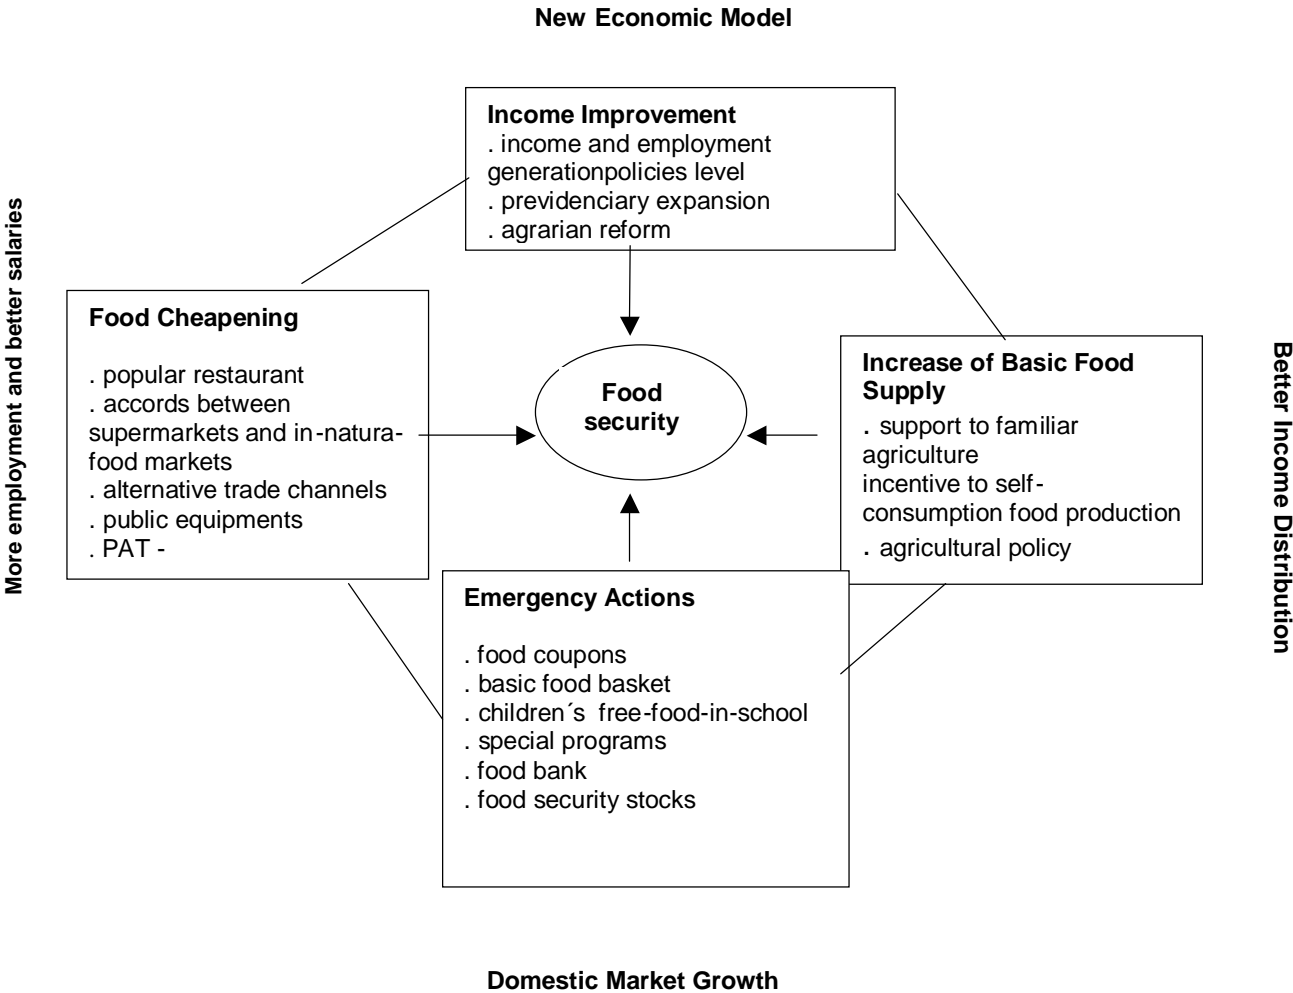 New Economic Model
Income Improvement
. income and employment
generationpolicies level
. previdenciary expansion
. agrarian reform
More employment and better salaries
Food Cheapening
. popular restaurant
. accords between
supermarkets and in-natura-
food markets
. alternative trade channels
. public equipments
. PAT -
Food
security
Increase of Basic Food
Supply
. support to familiar
agriculture
incentive to self-
consumption food production
. agricultural policy
Better Income Distribution
Emergency Actions
. food coupons
. basic food basket
. children´s free-food-in-school
. special programs
. food bank
. food security stocks
Domestic Market Growth